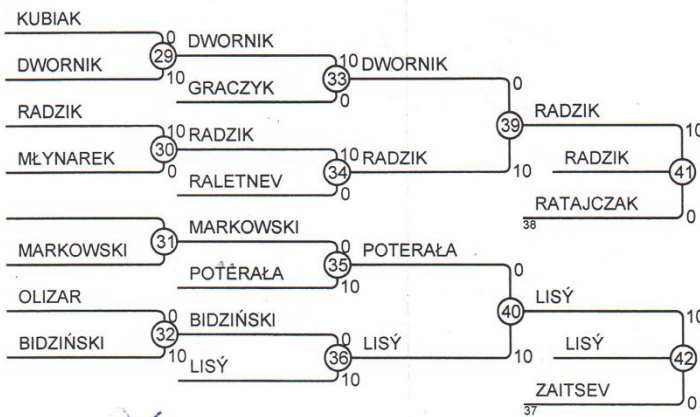 KUBIAK
0
29
DWORNIK
10
DWORNIK
10
33
GRACZYK
0
DWORNIK
0
39
RADZIK
10
30
RADZIK
10
MŁYNAREK
0
34
RALETNEV
0
RADZIK
10
RADZIK
10
RADZIK
41
RATAJCZAK
0
38
31
MARKOWSKI
MARKOWSKI
0
35
POTERAŁA
10
POTERAŁA
0
40
OLIZAR
0
32
BIDZIŃSKI
10
BIDZIŃSKI
0
36
LISÝ
10
LISÝ
10
LISÝ
10
LISÝ
42
ZAITSEV
0
37